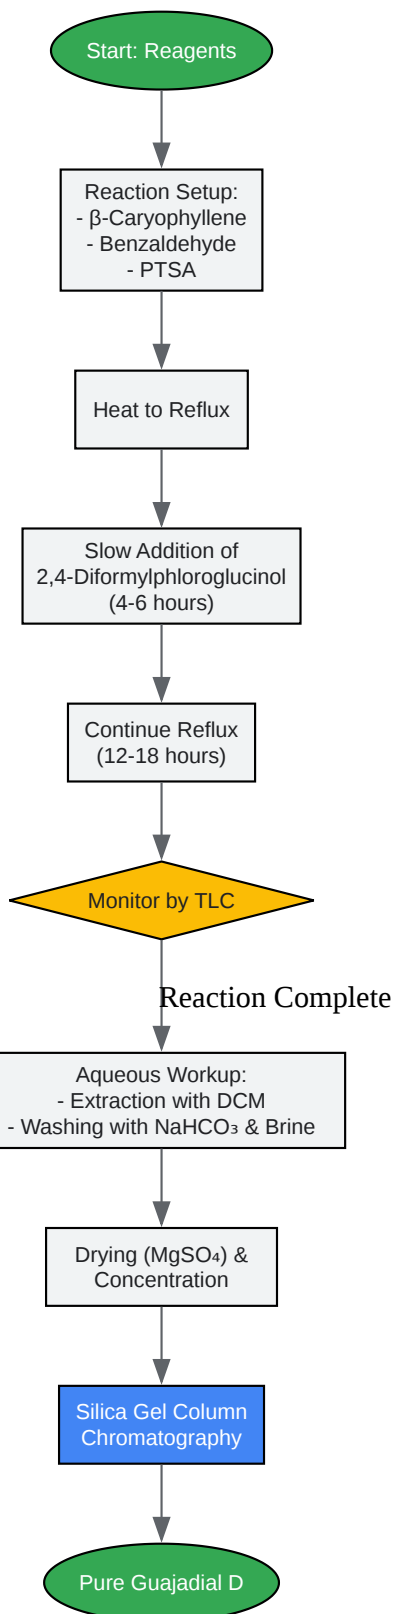 Start: Reagents
Reaction Setup:
- β-Caryophyllene
- Benzaldehyde
- PTSA
Heat to Reflux
Slow Addition of
2,4-Diformylphloroglucinol
(4-6 hours)
Continue Reflux
(12-18 hours)
Monitor by TLC
Reaction Complete
Aqueous Workup:
- Extraction with DCM
- Washing with NaHCO₃ & Brine
Drying (MgSO₄) &
Concentration
Silica Gel Column
Chromatography
Pure Guajadial D